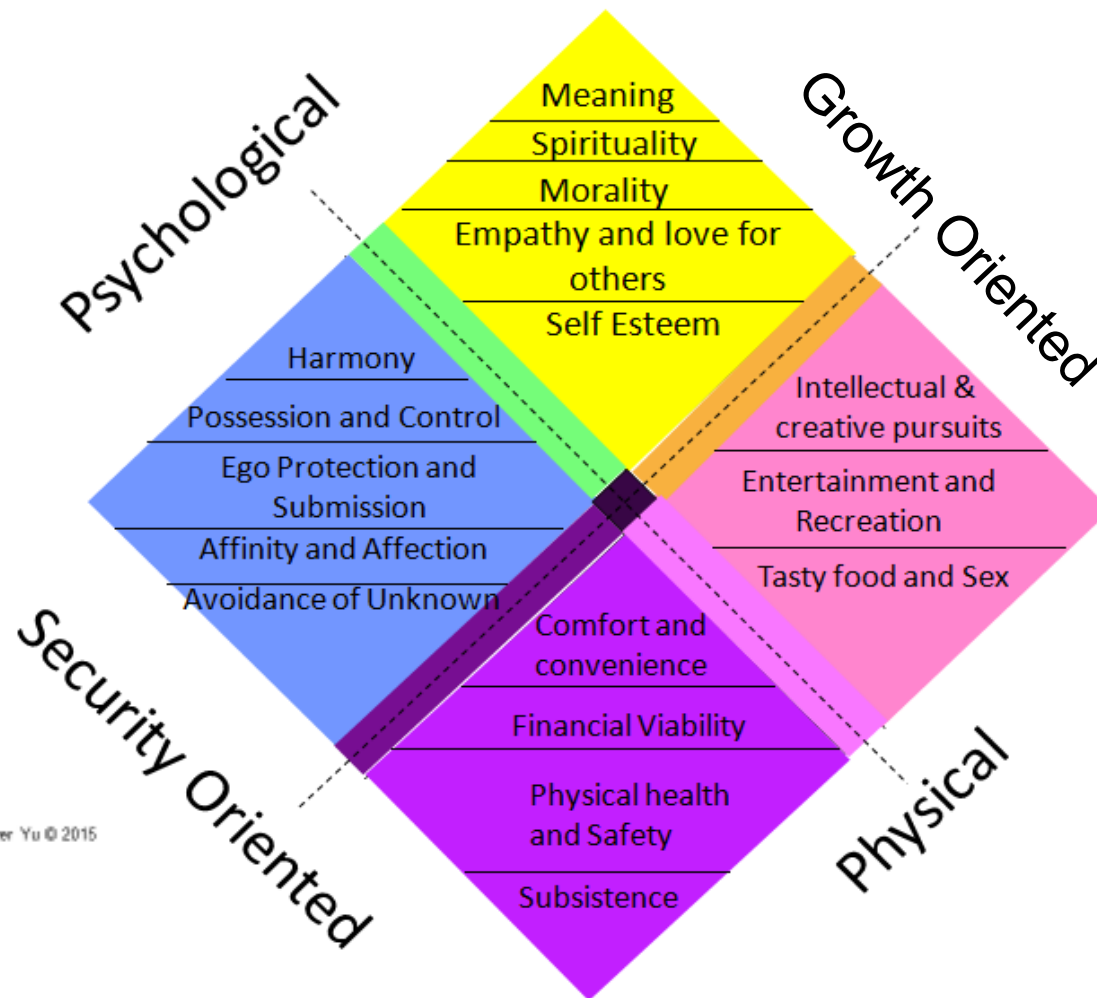 Psychological
Growth Oriented
Meaning
Spirituality
Morality
Empathy and love for
others
Self Esteem
Harmony
Possession and Control
Ego Protection and
Submission
Affinity and Affection
Avoidance of Unknown
Intellectual &
creative pursuits
Entertainment and
Recreation
Tasty food and Sex
Comfort and
convenience
Financial Viability
Physical health
and Safety
Subsistence
Security Oriented
Physical
Yu © 2015